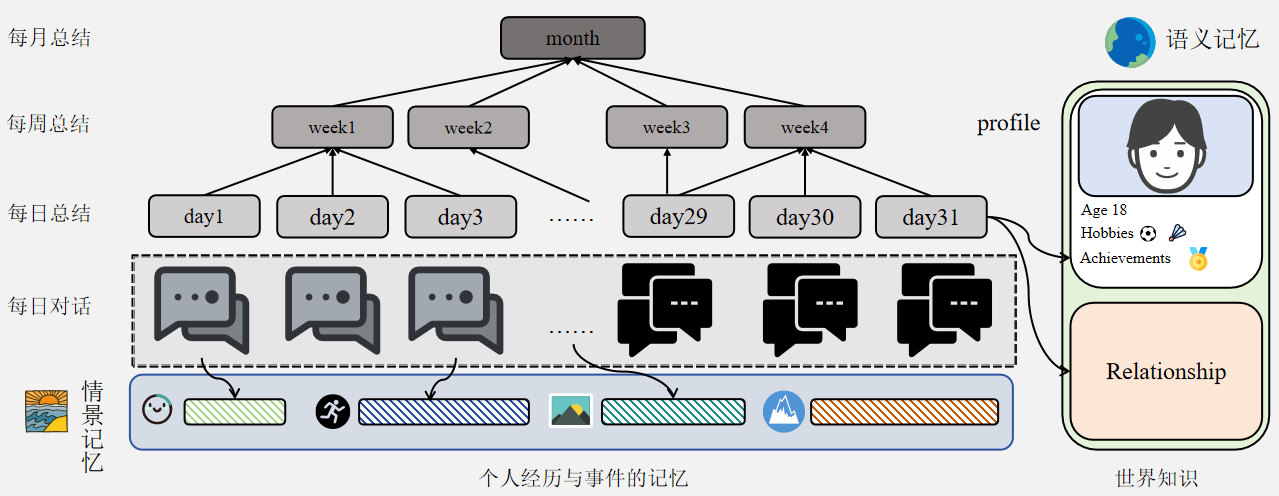 每月总结
month
语义记忆
每周总结
week1
week2
week3
week4
profile
每日总结
day1
day2
day3
……
day29
day30
day31
Age 18
Hobbies
Achievements
每日对话
……
Relationship
情景记忆
个人经历与事件的记忆
世界知识